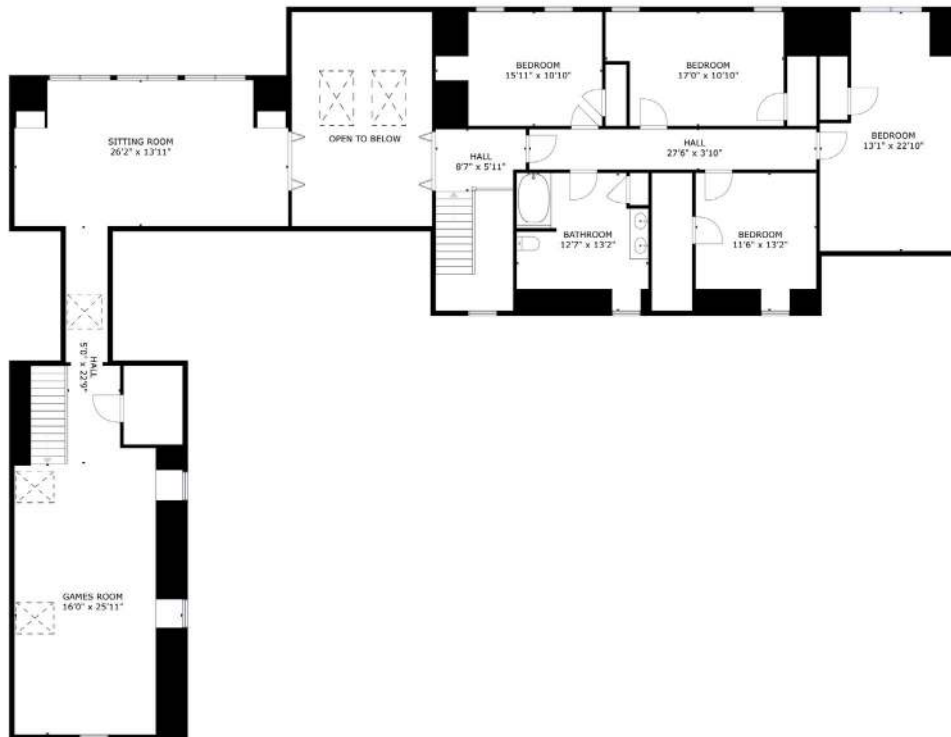 BEDROOM
15'11" x 10'10"
BEDROOM
17'0" x 10'10"
SITTING ROOM
26'2" x 13'11"
OPEN TO BELOW
HALL
8'7" x 5'11"
HALL
27'6" x 3'10"
BEDROOM
13'1" x 22'10"
BATHROOM
12'7" x 13'2"
BEDROOM
11'6" x 13'2"
HALL
5'0" x 22'9"
GAMES ROOM
16'0" x 25'11"